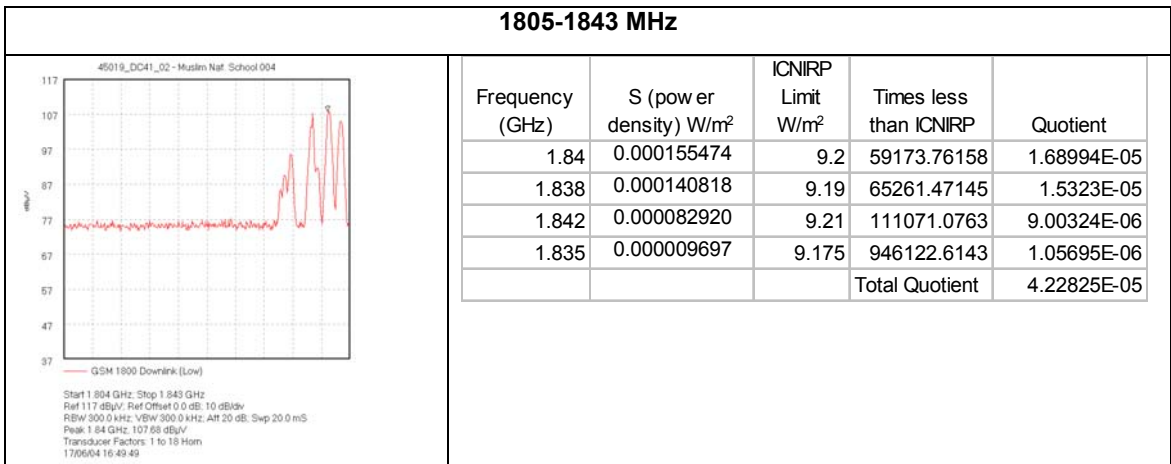 1805-1843 MHz
45019_DC41_02 - Muslim Nat. School.004
117
107
97
87
77
67
57
47
37
dBµV
GSM 1800 Downlink (Low)
Start 1.804 GHz; Stop 1.843 GHz
Ref 117 dBµV; Ref Offset 0.0 dB; 10 dB/div
RBW 300.0 kHz; VBW 300.0 kHz; Att 20 dB; Swp 20.0 mS
Peak 1.84 GHz, 107.68 dBµV
Transducer Factors: 1 to 18 Horn
17/06/04 16:49:49
Frequency (GHz) S (power density) W/m² ICNIRP Limit W/m² Times less than ICNIRP Quotient
1.84 0.000155474 9.2 59173.76158 1.68994E-05
1.838 0.000140818 9.19 65261.47145 1.5323E-05
1.842 0.000082920 9.21 111071.0763 9.00324E-06
1.835 0.000009697 9.175 946122.6143 1.05695E-06
Total Quotient 4.22825E-05